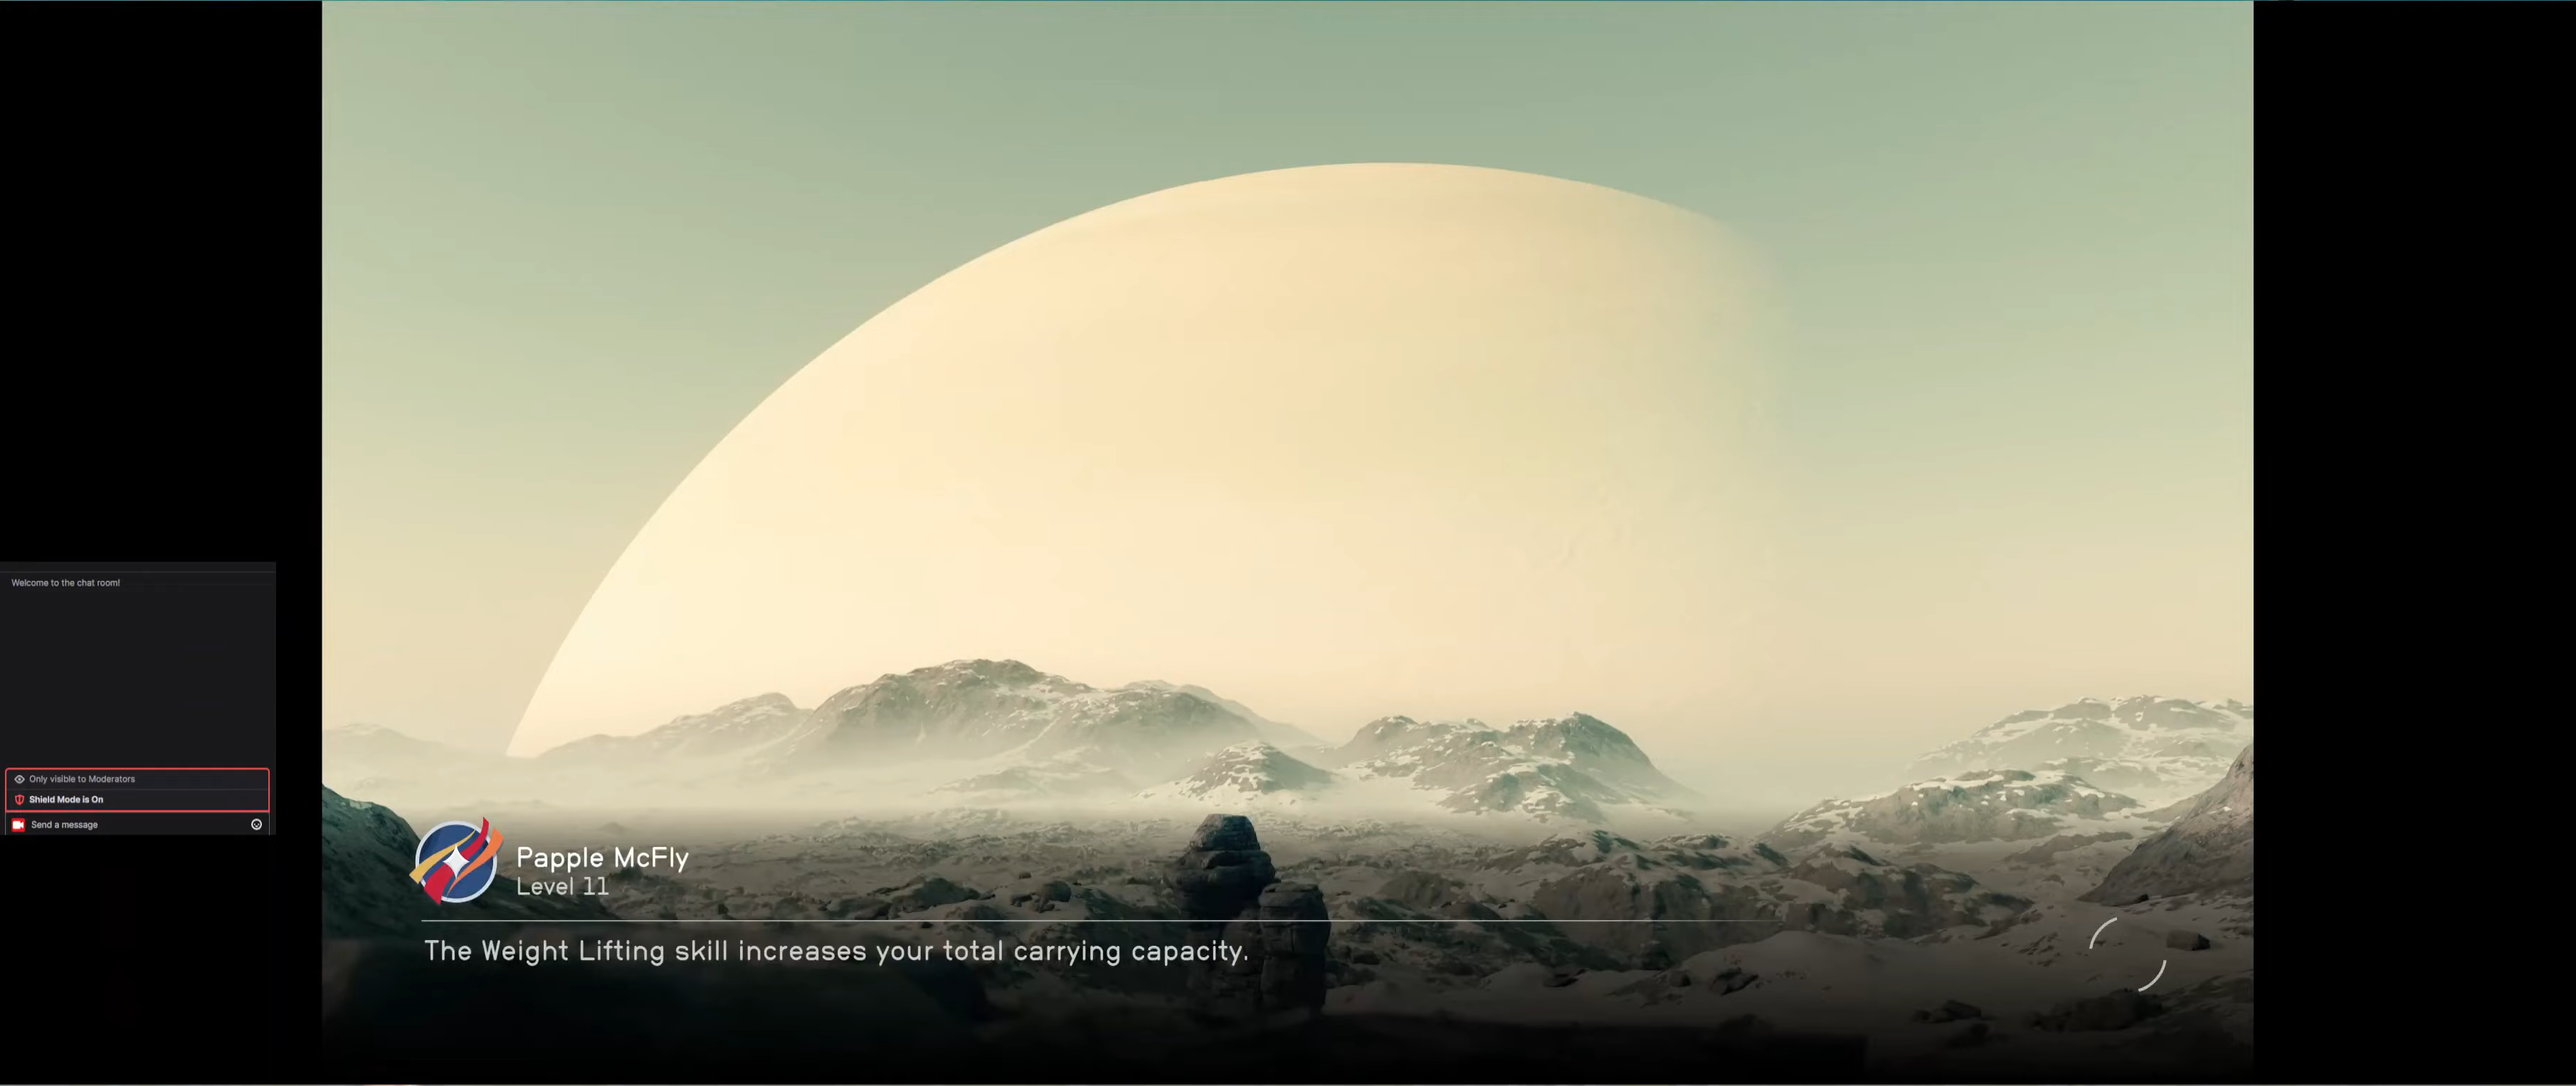 Welcome to the chat room!
Only visible to Moderators
Shield Mode is On
Send a message
Papple McFly
Level 11
The Weight Lifting skill increases your total carrying capacity.